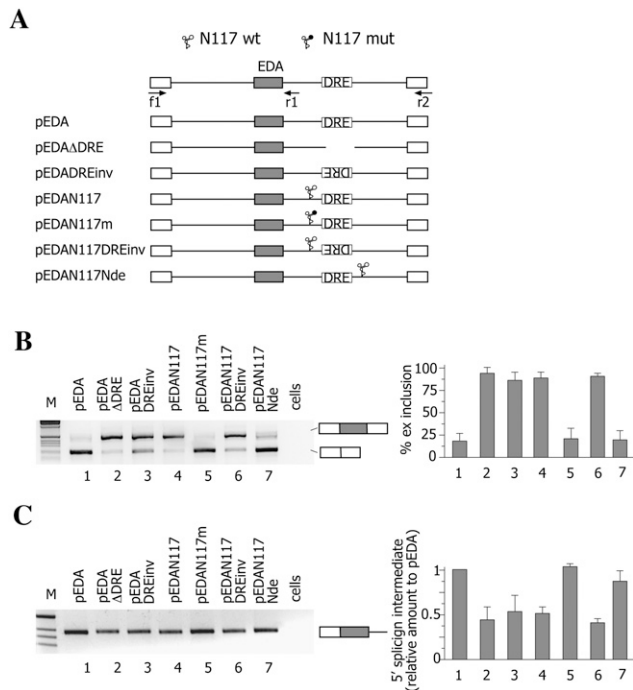 A
N117 wt N117 mut
EDA
DRE
f1 r1 r2
pEDA DRE
pEDAΔDRE
pEDADREinv DRE
pEDAN117 DRE
pEDAN117m DRE
pEDAN117DREinv DRE
pEDAN117Nde DRE
B
M
pEDA
pEDA ΔDRE
pEDA DREinv
pEDAN117
pEDAN117m
pEDAN117 DREinv
pEDAN117 Nde
cells
1 2 3 4 5 6 7
% ex inclusion
100
75
50
25
0
1 2 3 4 5 6 7
C
M
pEDA
pEDA ΔDRE
pEDA DREinv
pEDAN117
pEDAN117m
pEDAN117 DREinv
pEDAN117 Nde
cells
1 2 3 4 5 6 7
5' splicign intermediate
(relative amount to pEDA)
1
0.5
0
1 2 3 4 5 6 7